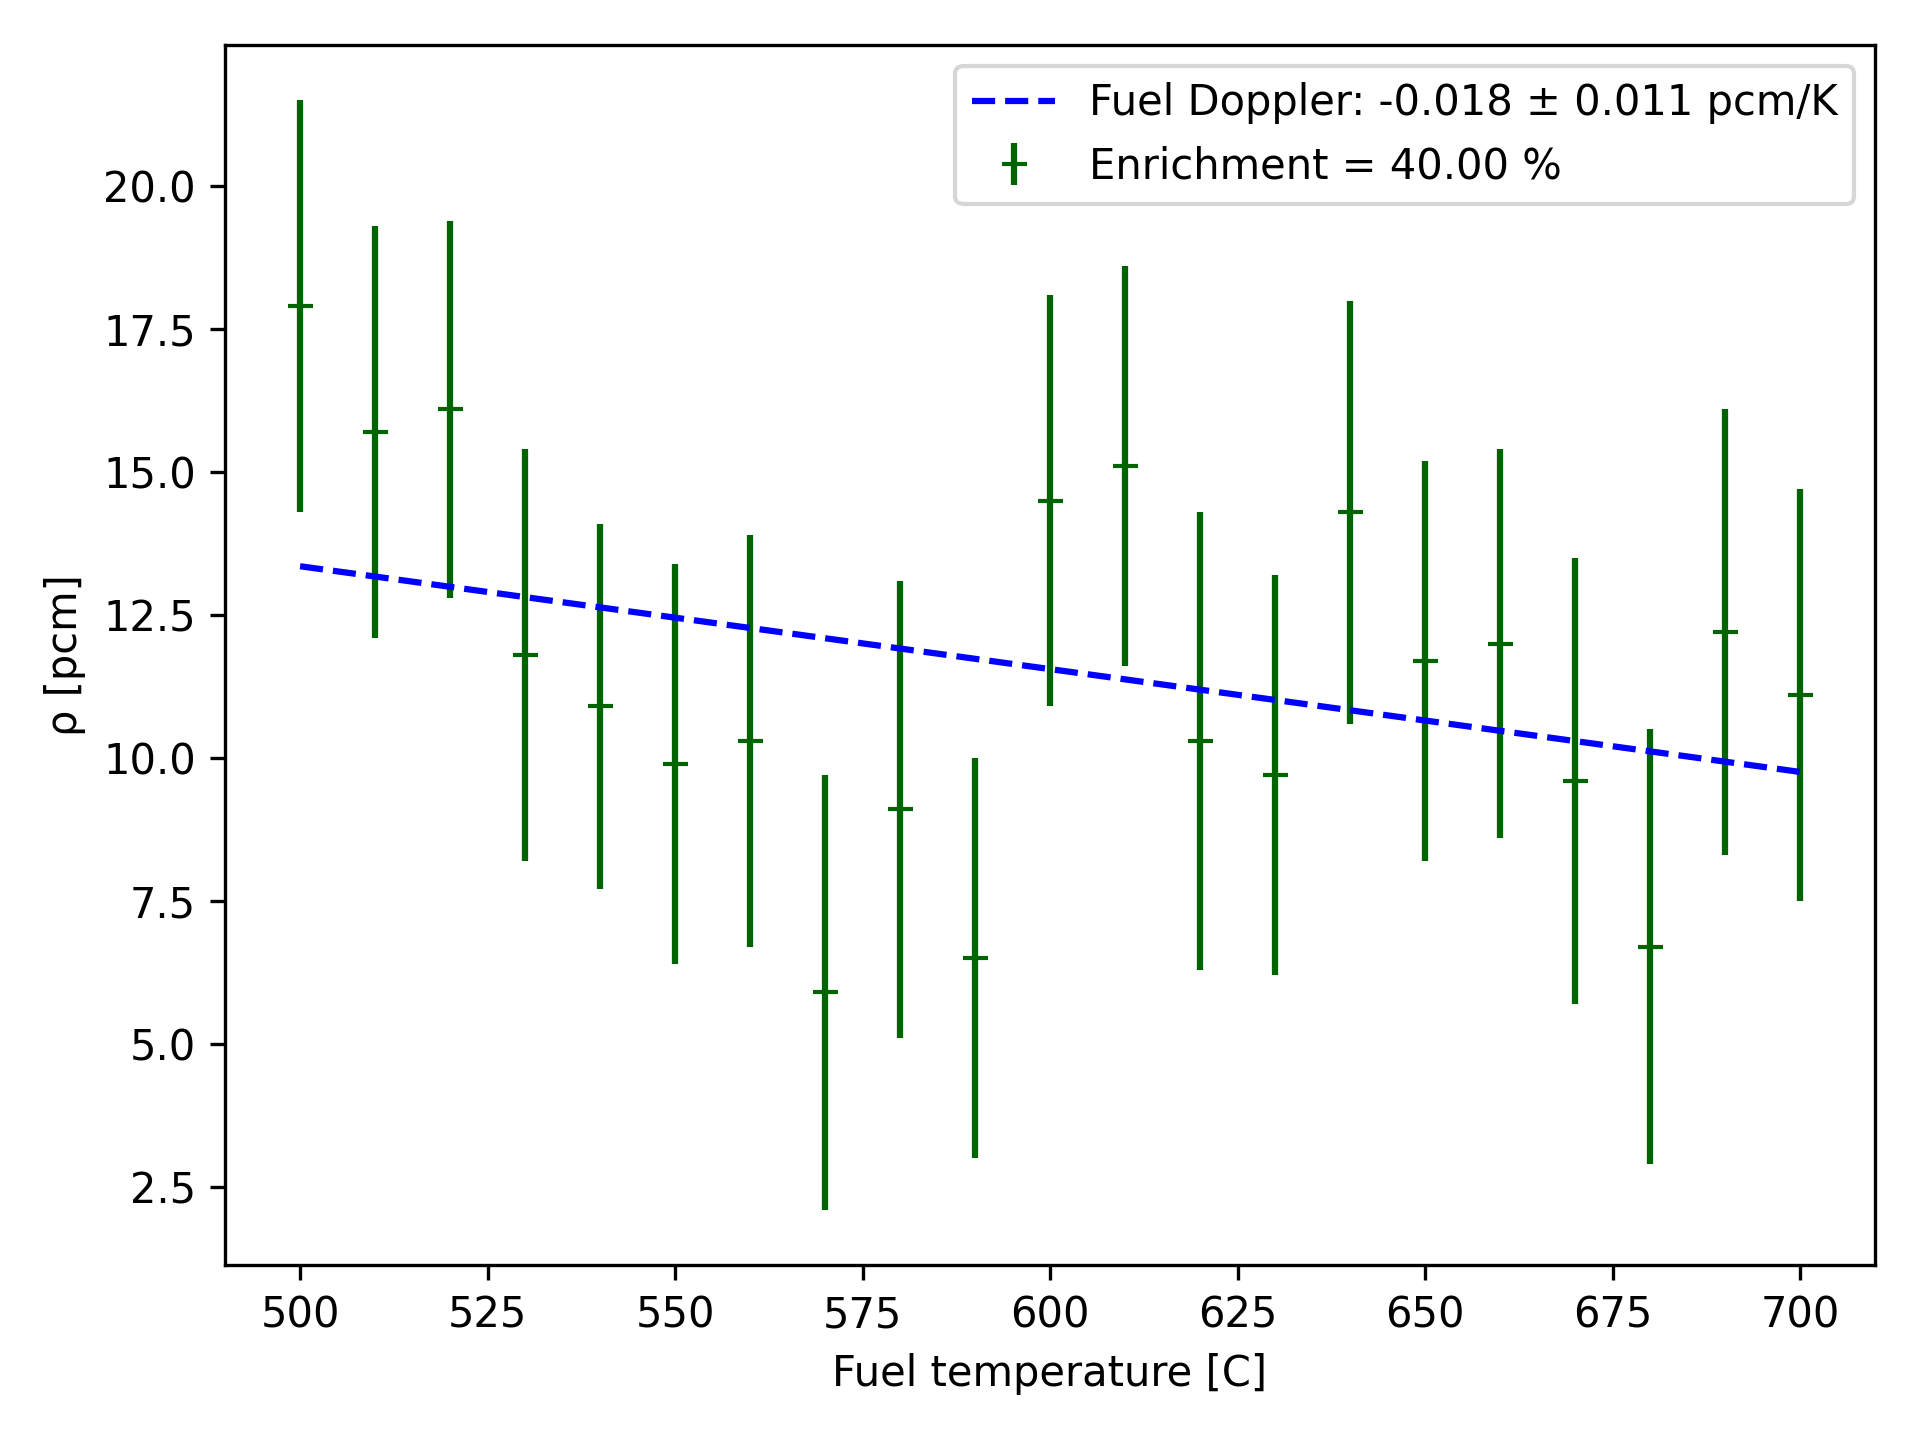 Fuel Doppler: -0.018 ± 0.011 pcm/K
Enrichment = 40.00 %
20.0
17.5
15.0
12.5
10.0
7.5
5.0
2.5
ρ [pcm]
500 525 550 575 600 625 650 675 700
Fuel temperature [C]